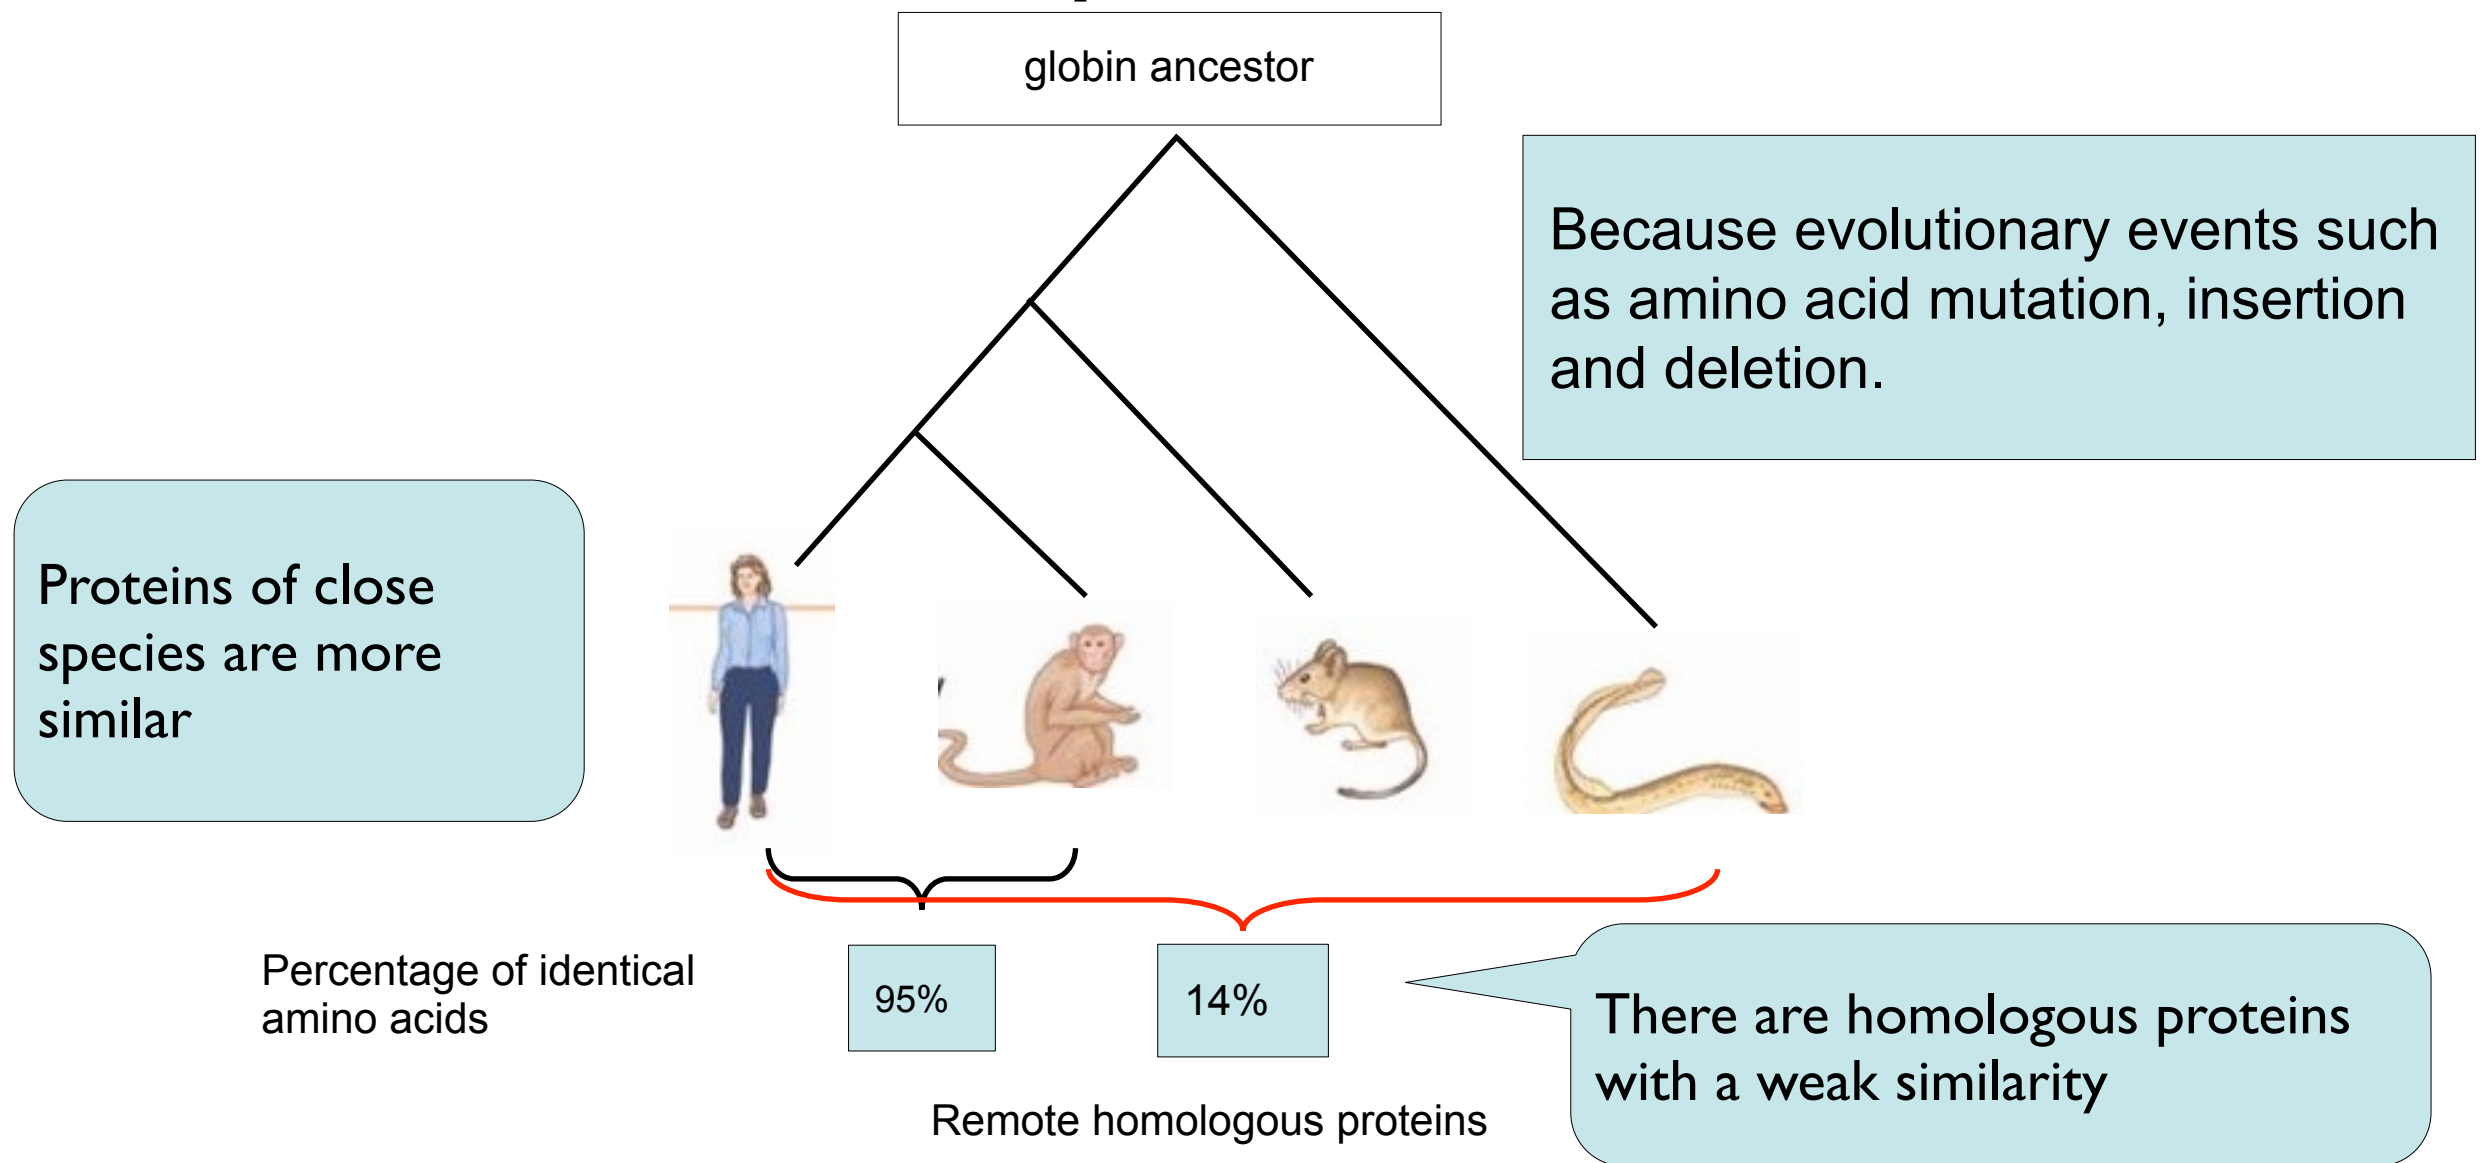 globin ancestor
Because evolutionary events such
as amino acid mutation, insertion
and deletion.
Proteins of close
species are more
similar
Percentage of identical
amino acids
95%
14%
There are homologous proteins
with a weak similarity
Remote homologous proteins